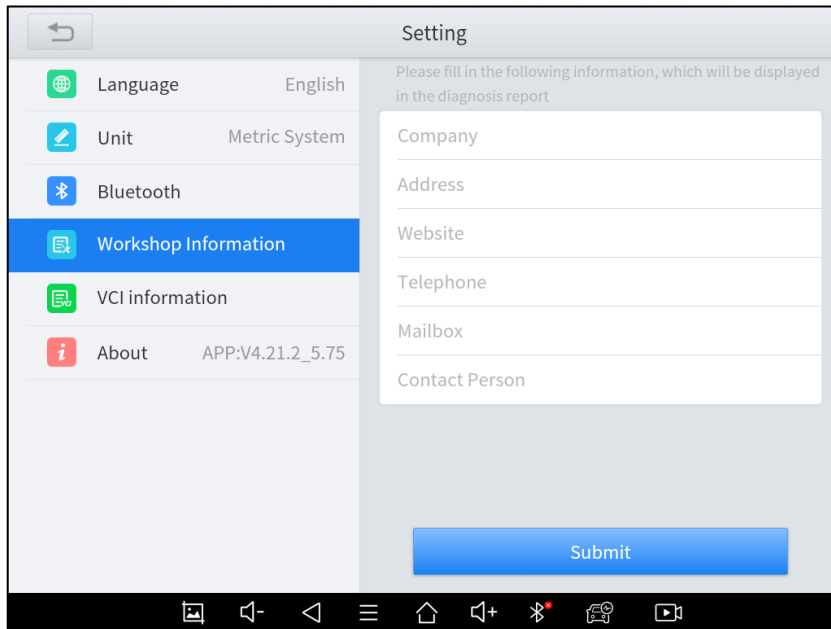 Setting
Language English
Unit Metric System
Bluetooth
Workshop Information
VCI information
About APP:V4.21.2_5.75
Please fill in the following information, which will be displayed
in the diagnosis report
Company
Address
Website
Telephone
Mailbox
Contact Person
Submit